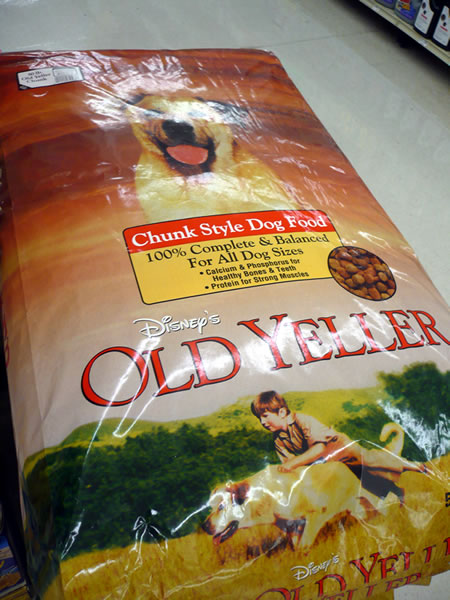 Chunk Style Dog Food
100% Complete & Balanced
For All Dog Sizes
• Calcium & Phosphorus for
Healthy Bones & Teeth
• Protein for Strong Muscles
Disney's
OLD YELLER
Disney's
OLD YELLER